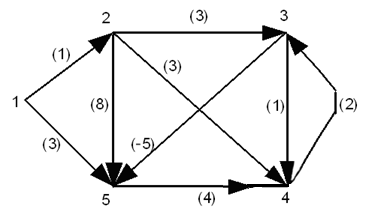 2 (3) 3
(1) (3)
1 (8) (1) (2)
(3) (-5)
5 (4) 4